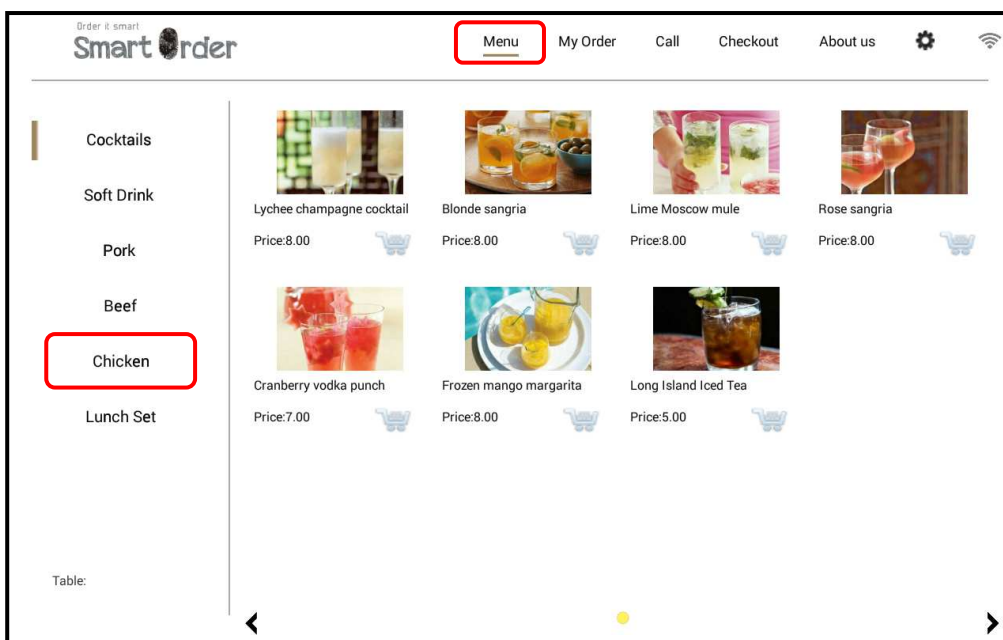 Order it smart
Smart Order
Menu
My Order
Call
Checkout
About us
Cocktails
Soft Drink
Pork
Beef
Chicken
Lunch Set
Table:
Lychee champagne cocktail
Price:8.00
Blonde sangria
Price:8.00
Lime Moscow mule
Price:8.00
Rose sangria
Price:8.00
Cranberry vodka punch
Price:7.00
Frozen mango margarita
Price:8.00
Long Island Iced Tea
Price:5.00